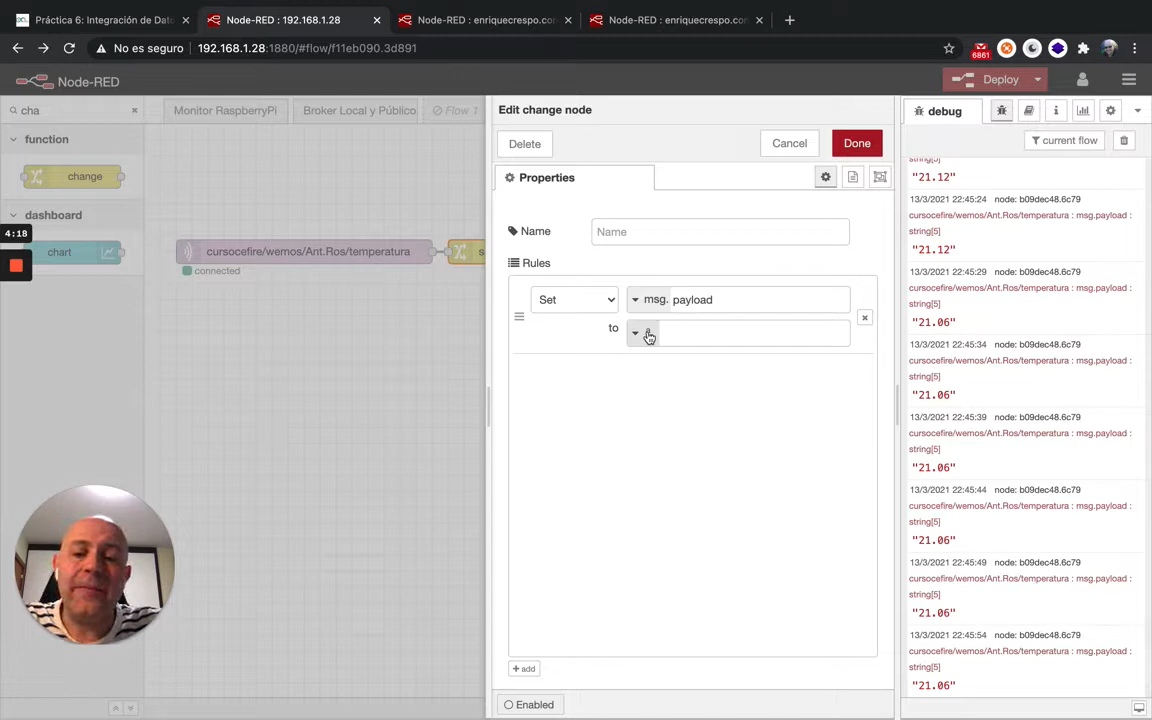 Práctica 6: Integración de Dat
Node-RED : 192.168.1.28
Node-RED : enriquecrespo.co
Node-RED : enriquecrespo.co
No es seguro
192.168.1.28:1880/#flow/f11eb090.3d891
6861
Node-RED
Deploy
cha
Monitor RaspberryPi
Broker Local y Público
Flow 1
Edit change node
debug
function
change
dashboard
chart
4:18
cursocefire/wemos/Ant.Ros/temperatura
connected
Delete
Cancel
Done
Properties
Name
Name
Rules
Set
msg. payload
to
add
Enabled
current flow
string[5]
"21.12"
13/3/2021 22:45:24 node: b09dec48.6c79
cursocefire/wemos/Ant.Ros/temperatura : msg.payload :
string[5]
"21.12"
13/3/2021 22:45:29 node: b09dec48.6c79
cursocefire/wemos/Ant.Ros/temperatura : msg.payload :
string[5]
"21.06"
13/3/2021 22:45:34 node: b09dec48.6c79
cursocefire/wemos/Ant.Ros/temperatura : msg.payload :
string[5]
"21.06"
13/3/2021 22:45:39 node: b09dec48.6c79
cursocefire/wemos/Ant.Ros/temperatura : msg.payload :
string[5]
"21.06"
13/3/2021 22:45:44 node: b09dec48.6c79
cursocefire/wemos/Ant.Ros/temperatura : msg.payload :
string[5]
"21.06"
13/3/2021 22:45:49 node: b09dec48.6c79
cursocefire/wemos/Ant.Ros/temperatura : msg.payload :
string[5]
"21.06"
13/3/2021 22:45:54 node: b09dec48.6c79
cursocefire/wemos/Ant.Ros/temperatura : msg.payload :
string[5]
"21.06"